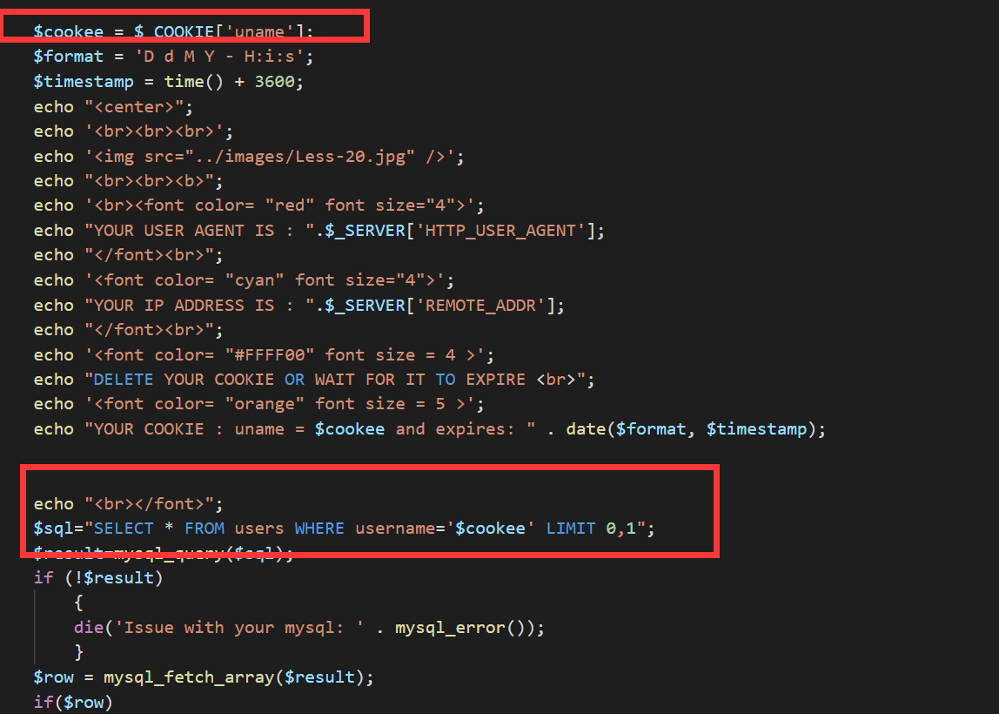 $cookee = $_COOKIE['uname'];
$format = 'D d M Y - H:i:s';
$timestamp = time() + 3600;
echo "<center>";
echo '<br><br><br>';
echo '<img src="../images/Less-20.jpg" />';
echo "<br><br><b>";
echo '<br><font color= "red" font size="4">';
echo "YOUR USER AGENT IS : ".$_SERVER['HTTP_USER_AGENT'];
echo "</font><br>";
echo '<font color= "cyan" font size="4">';
echo "YOUR IP ADDRESS IS : ".$_SERVER['REMOTE_ADDR'];
echo "</font><br>";
echo '<font color= "#FFFF00" font size = 4 >';
echo "DELETE YOUR COOKIE OR WAIT FOR IT TO EXPIRE <br>";
echo '<font color= "orange" font size = 5 >';
echo "YOUR COOKIE : uname = $cookee and expires: " . date($format, $timestamp);
echo "<br></font>";
$sql="SELECT * FROM users WHERE username='$cookee' LIMIT 0,1";
$result=mysql_query($sql);
if (!$result)
{
die('Issue with your mysql: ' . mysql_error());
}
$row = mysql_fetch_array($result);
if($row)